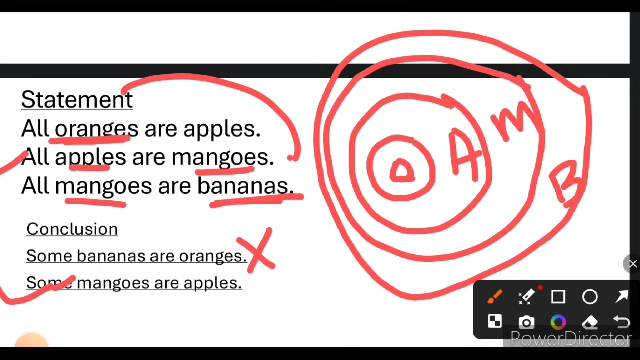 Statement
All oranges are apples.
All apples are mangoes.
All mangoes are bananas.
Conclusion
Some bananas are oranges.
Some mangoes are apples.
O
A
M
B
PowerDirector